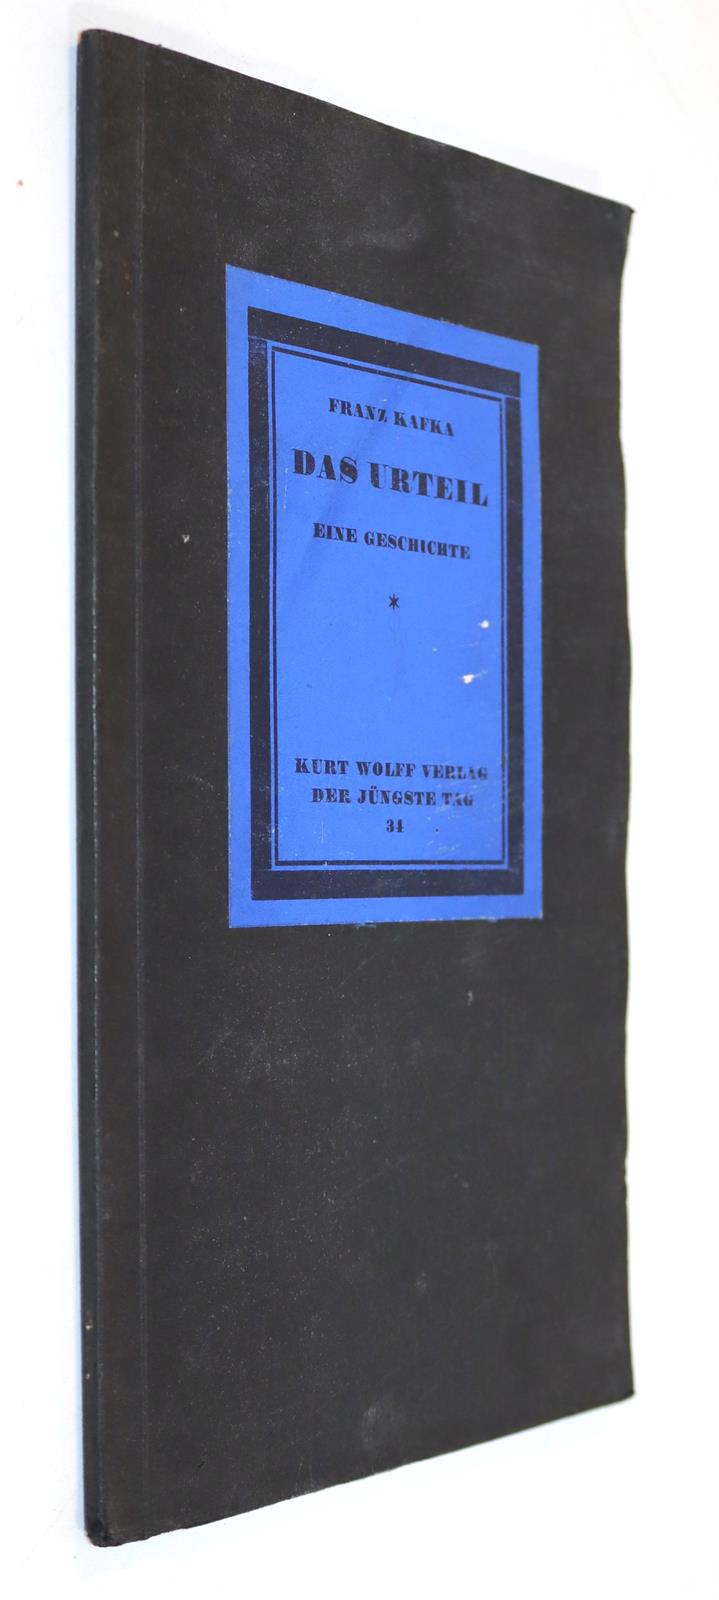 FRANZ KAFKA
DAS URTEIL
EINE GESCHICHTE
*
KURT WOLFF VERLAG
DER JÜNGSTE TAG
34